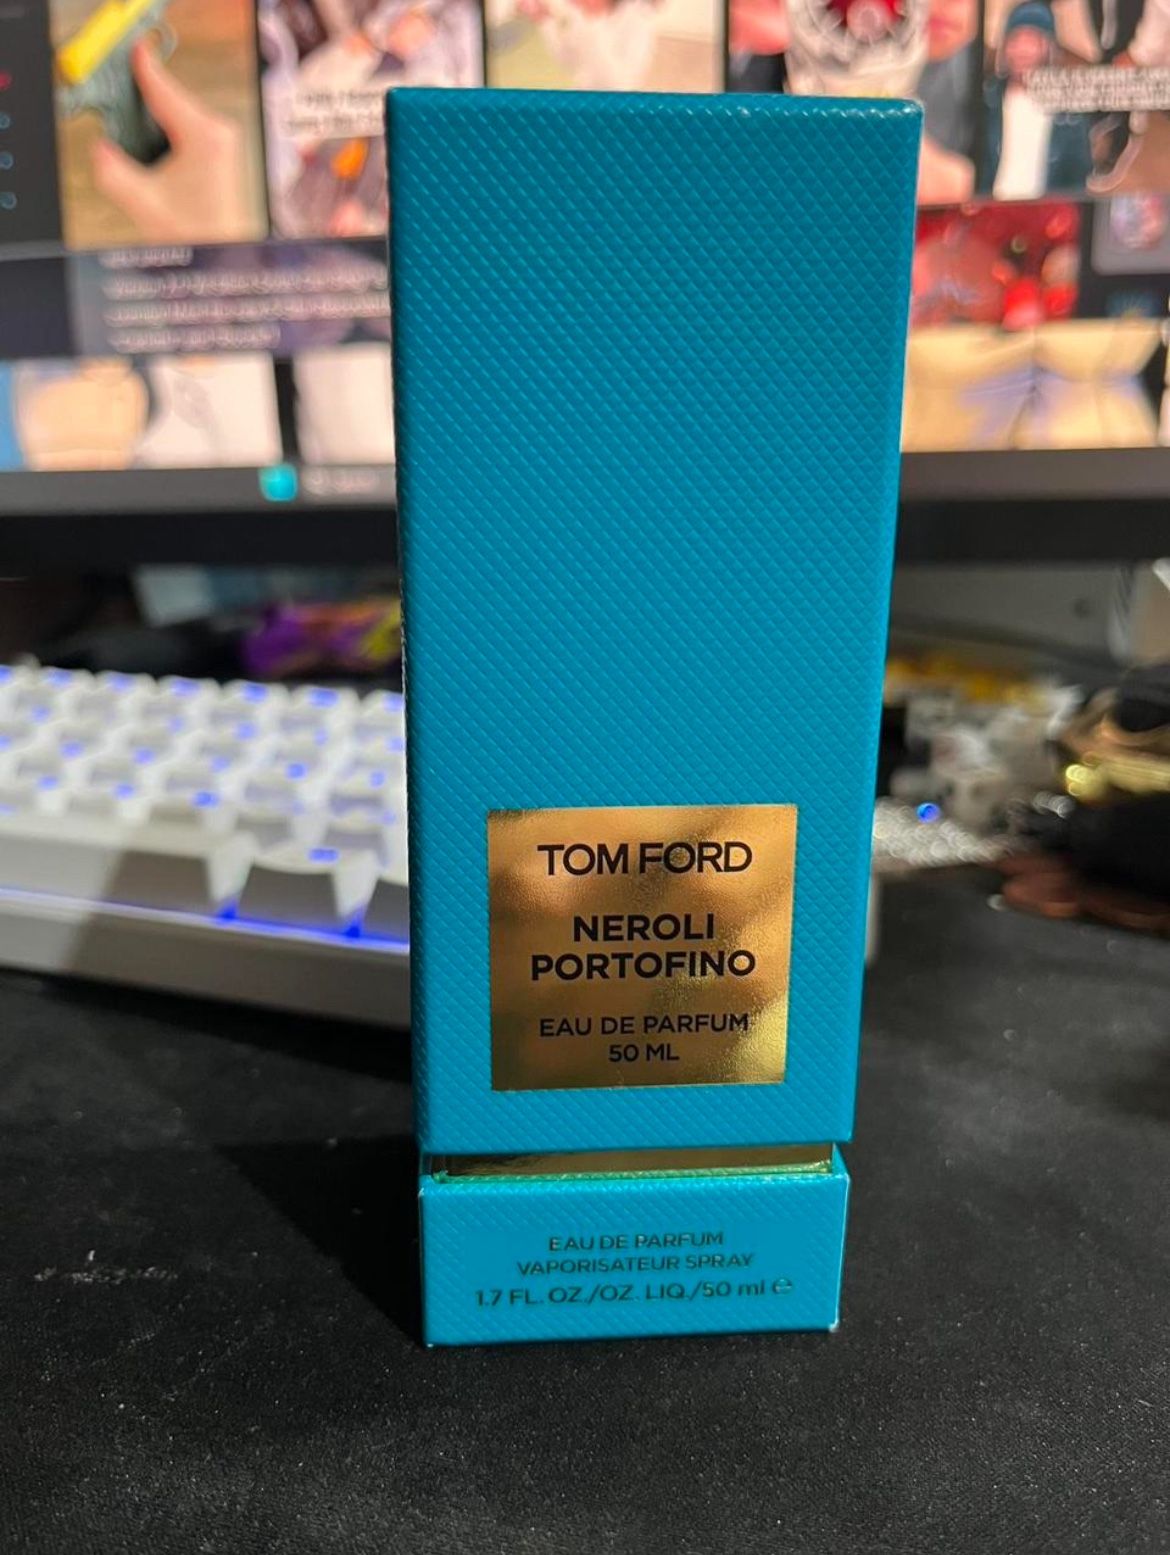 TOM FORD
NEROLI
PORTOFINO
EAU DE PARFUM
50 ML
EAU DE PARFUM
VAPORISATEUR SPRAY
1.7 FL. OZ./OZ. LIQ./50 ml ℮